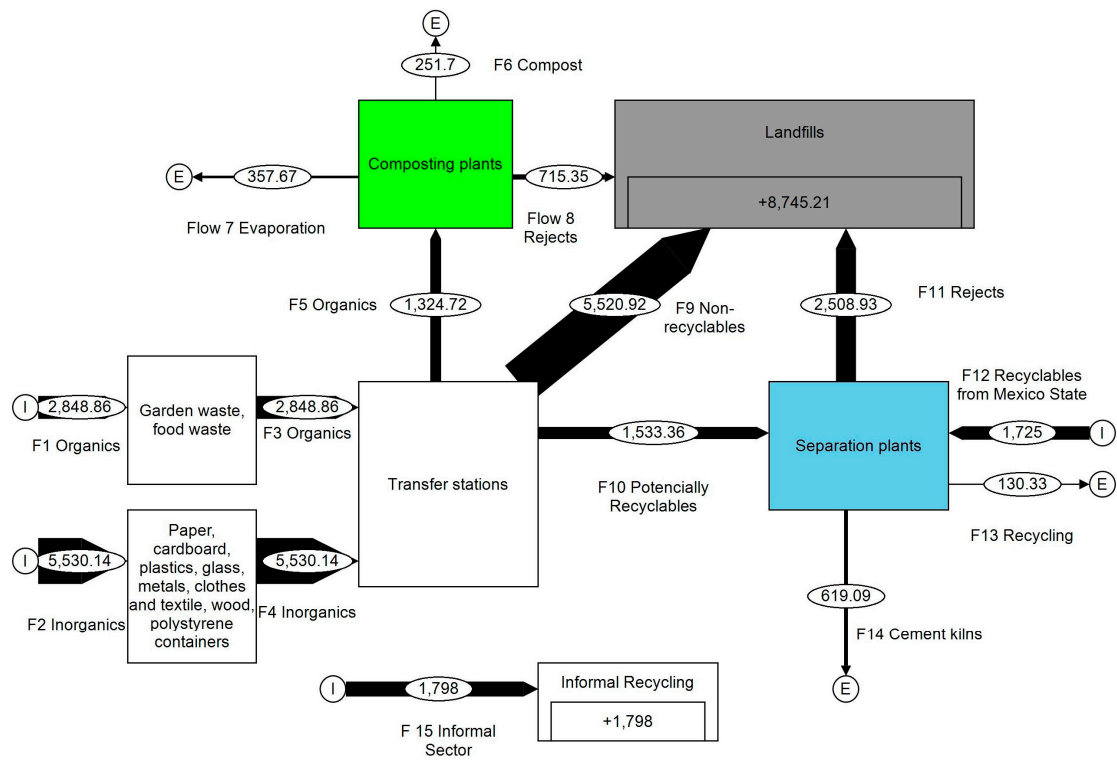 E
251.7
F6 Compost
Composting plants
Landfills
+8,745.21
E
357.67
Flow 7 Evaporation
715.35
Flow 8
Rejects
F5 Organics
1,324.72
5,520.92
F9 Non-
recyclables
2,508.93
F11 Rejects
I
2,848.86
F1 Organics
Garden waste,
food waste
2,848.86
F3 Organics
Transfer stations
1,533.36
F10 Potencially
Recyclables
Separation plants
F12 Recyclables
from Mexico State
1,725
I
130.33
E
F13 Recycling
I
5,530.14
F2 Inorganics
Paper,
cardboard,
plastics, glass,
metals, clothes
and textile, wood,
polystyrene
containers
5,530.14
F4 Inorganics
619.09
F14 Cement kilns
E
I
1,798
F 15 Informal
Sector
Informal Recycling
+1,798